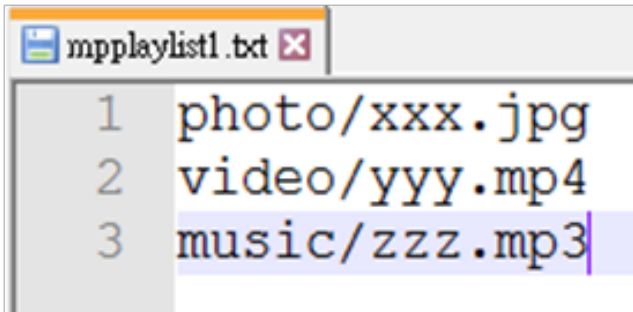 mpplaylist1.txt
1 photo/xxx.jpg
2 video/yyy.mp4
3 music/zzz.mp3